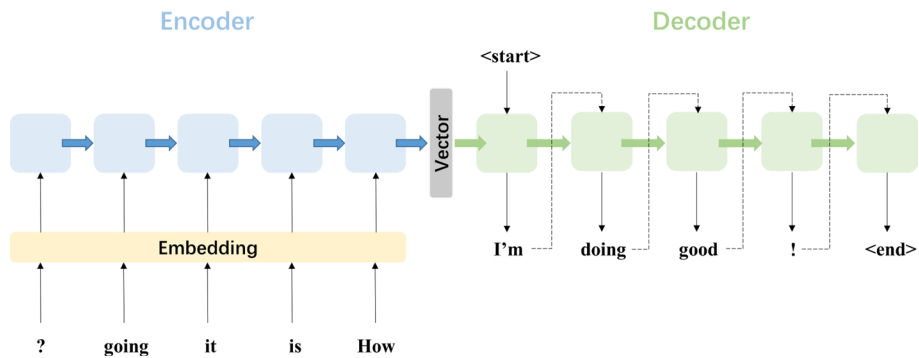 Encoder
Decoder
<start>
Vector
Embedding
I'm doing good ! <end>
? going it is How